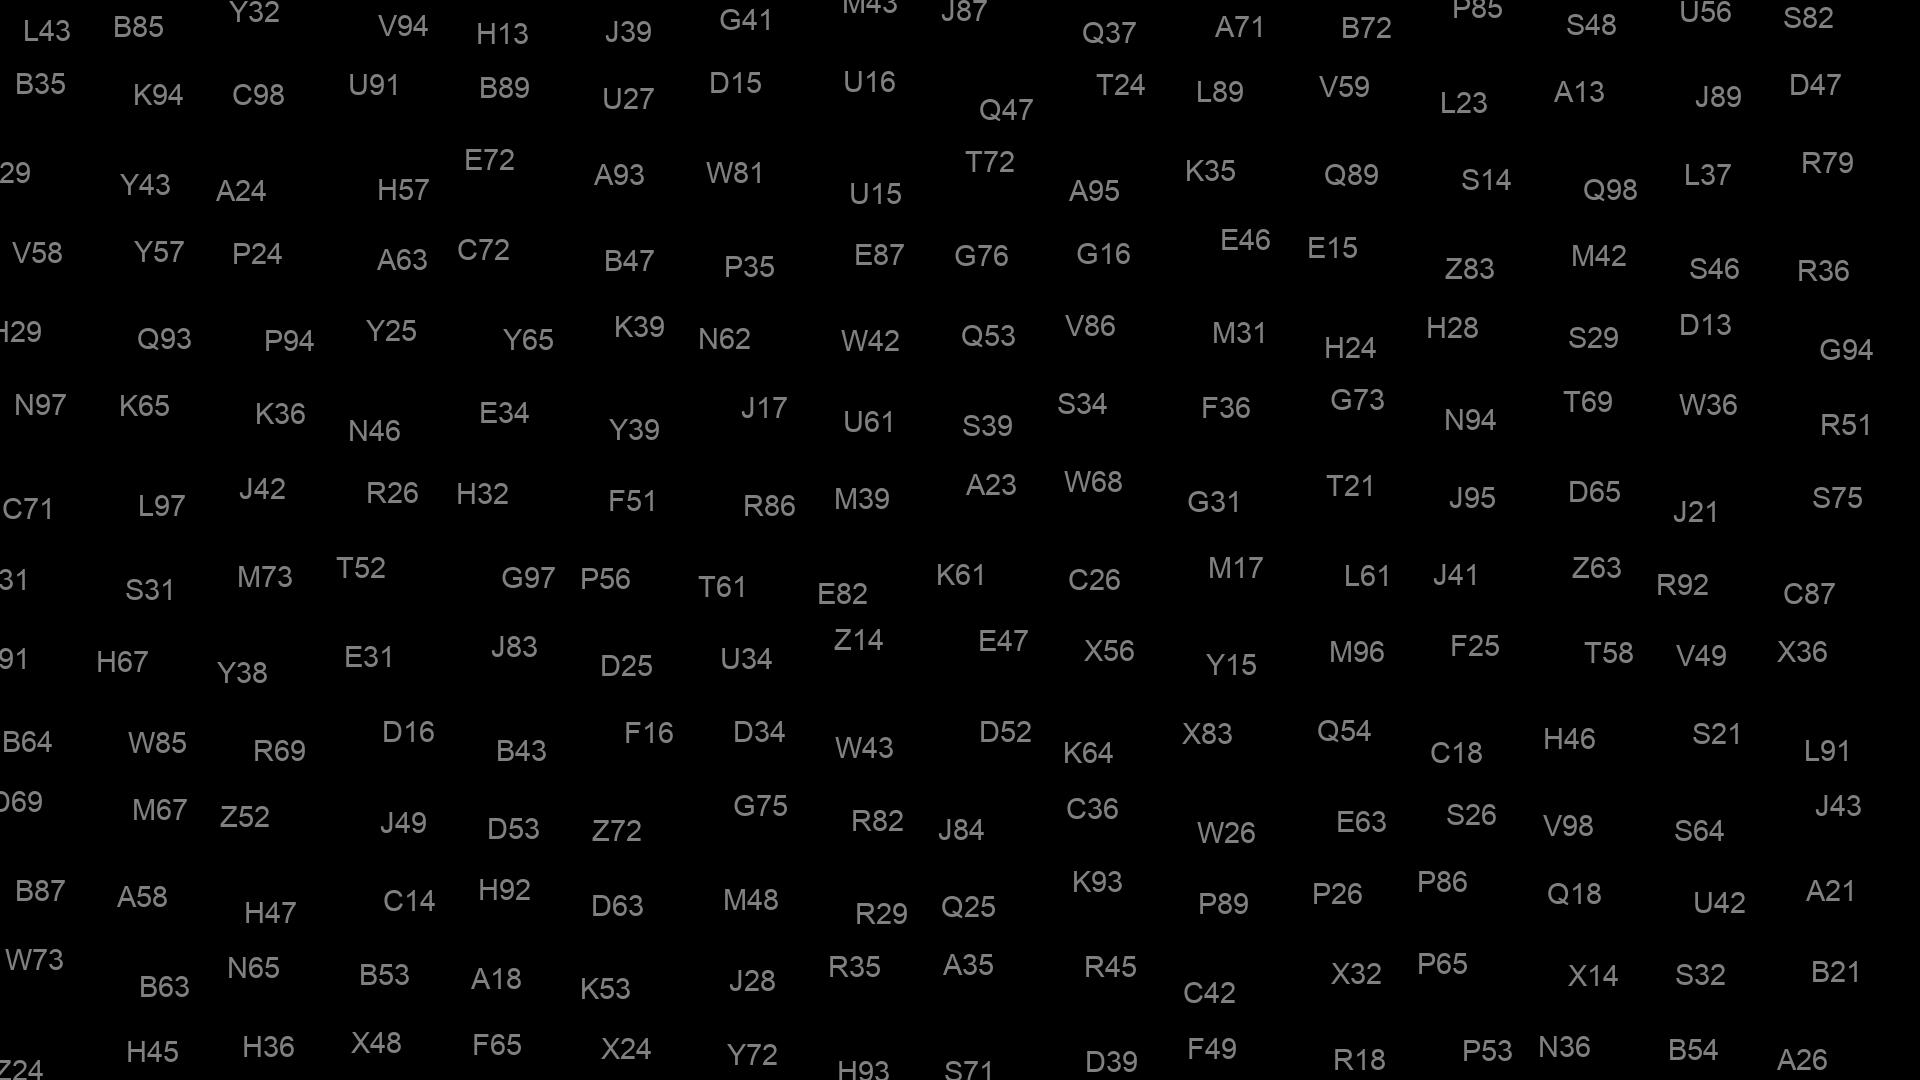 L43 B85 Y32 V94 H13 J39 G41 M43 J87 Q37 A71 B72 P85 S48 U56 S82
B35 K94 C98 U91 B89 U27 D15 U16 Q47 T24 L89 V59 L23 A13 J89 D47
29 Y43 A24 H57 E72 A93 W81 U15 T72 A95 K35 Q89 S14 Q98 L37 R79
V58 Y57 P24 A63 C72 B47 P35 E87 G76 G16 E46 E15 Z83 M42 S46 R36
H29 Q93 P94 Y25 Y65 K39 N62 W42 Q53 V86 M31 H24 H28 S29 D13 G94
N97 K65 K36 N46 E34 Y39 J17 U61 S39 S34 F36 G73 N94 T69 W36 R51
C71 L97 J42 R26 H32 F51 R86 M39 A23 W68 G31 T21 J95 D65 J21 S75
31 S31 M73 T52 G97 P56 T61 E82 K61 C26 M17 L61 J41 Z63 R92 C87
91 H67 Y38 E31 J83 D25 U34 Z14 E47 X56 Y15 M96 F25 T58 V49 X36
B64 W85 R69 D16 B43 F16 D34 W43 D52 K64 X83 Q54 C18 H46 S21 L91
D69 M67 Z52 J49 D53 Z72 G75 R82 J84 C36 W26 E63 S26 V98 S64 J43
B87 A58 H47 C14 H92 D63 M48 R29 Q25 K93 P89 P26 P86 Q18 U42 A21
W73 B63 N65 B53 A18 K53 J28 R35 A35 R45 C42 X32 P65 X14 S32 B21
Z24 H45 H36 X48 F65 X24 Y72 H93 S71 D39 F49 R18 P53 N36 B54 A26